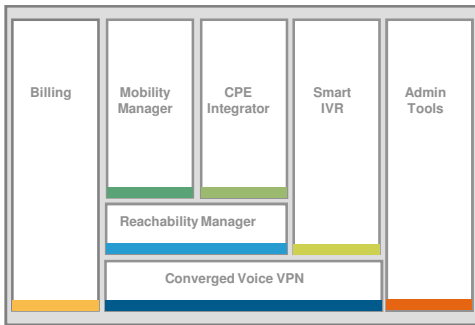 Billing
Mobility
Manager
CPE
Integrator
Smart
IVR
Admin
Tools
Reachability Manager
Converged Voice VPN